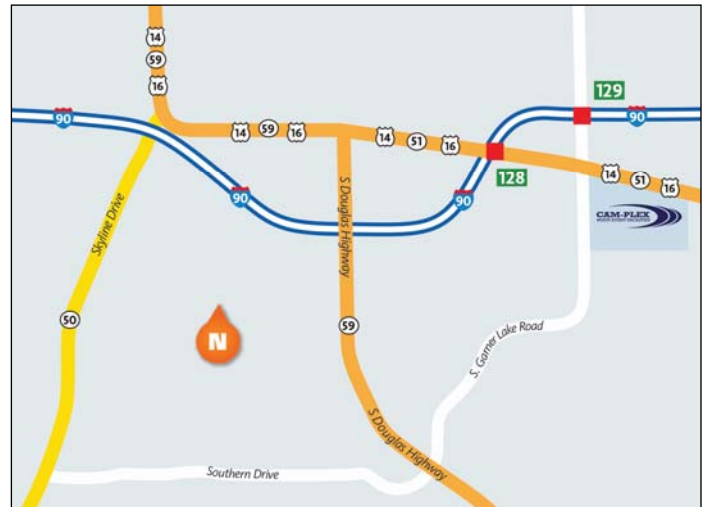 14
59
16
129
90
90
14
59
16
14
51
16
128
14
51
16
CAM-PLEX
S Douglas Highway
90
90
Skyline Drive
50
N
59
S. Garner Lake Road
S Douglas Highway
Southern Drive